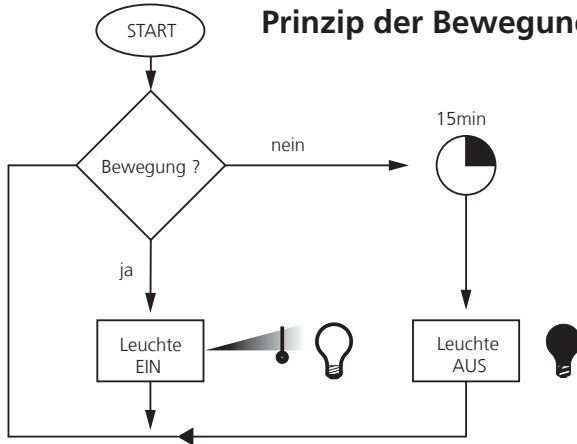 Prinzip der Bewegung
START
15min
nein
Bewegung ?
ja
Leuchte
EIN
Leuchte
AUS